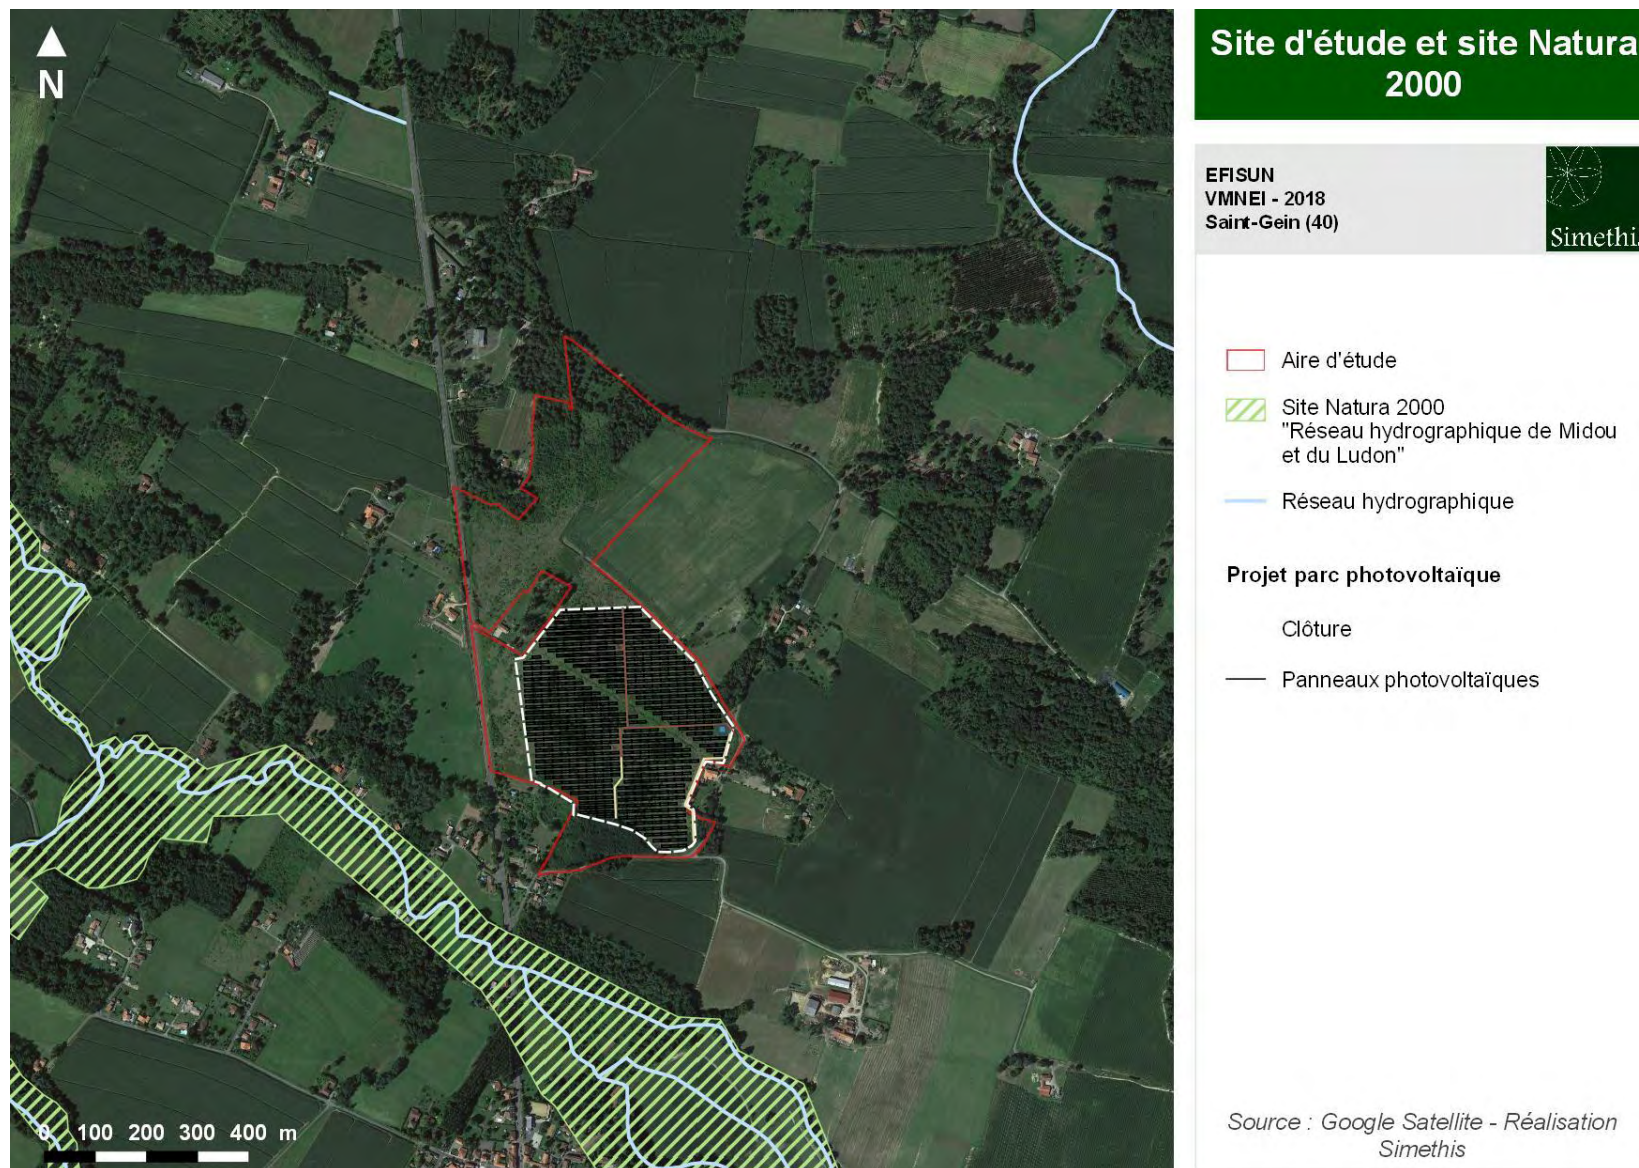 N
0 100 200 300 400 m
Site d'étude et site Natura
2000
EFISUN
VMNEI - 2018
Saint-Gein (40)
Simethi
Aire d'étude
Site Natura 2000
"Réseau hydrographique de Midou
et du Ludon"
Réseau hydrographique
Projet parc photovoltaïque
Clôture
Panneaux photovoltaïques
Source : Google Satellite - Réalisation
Simethis